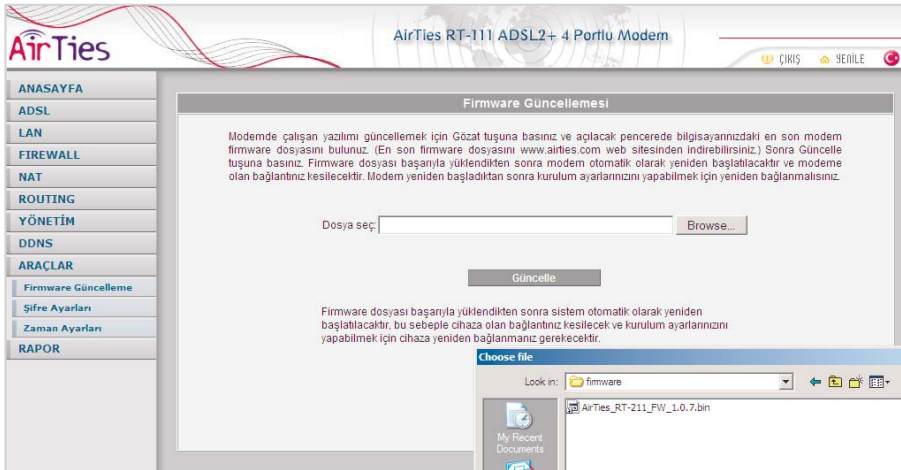 AirTies
AirTies RT-111 ADSL2+ 4 Portlu Modem
ÇIKIŞ
YENİLE
ANASAYFA
ADSL
LAN
FIREWALL
NAT
ROUTING
YÖNETİM
DDNS
ARAÇLAR
Firmware Güncelleme
Şifre Ayarları
Zaman Ayarları
RAPOR
Firmware Güncellemesi
Modemde çalışan yazılımı güncellemek için Gözat tuşuna basınız ve açılacak pencerede bilgisayarınızdaki en son modem
firmware dosyasını bulunuz. (En son firmware dosyasını www.airties.com web sitesinden indirebilirsiniz.) Sonra Güncelle
tuşuna basınız. Firmware dosyası başarıyla yüklendikten sonra modem otomatik olarak yeniden başlatılacaktır ve modeme
olan bağlantınız kesilecektir. Modem yeniden başladıktan sonra kurulum ayarlarınızını yapabilmek için yeniden bağlanmalısınız.
Dosya seç:
Browse...
Güncelle
Firmware dosyası başarıyla yüklendikten sonra sistem otomatik olarak yeniden
başlatılacaktır, bu sebeple cihaza olan bağlantınız kesilecek ve kurulum ayarlarınızını
yapabilmek için cihaza yeniden bağlanmanız gerekecektir.
Choose file
Look in:
firmware
AirTies_RT-211_FW_1.0.7.bin
My Recent
Documents